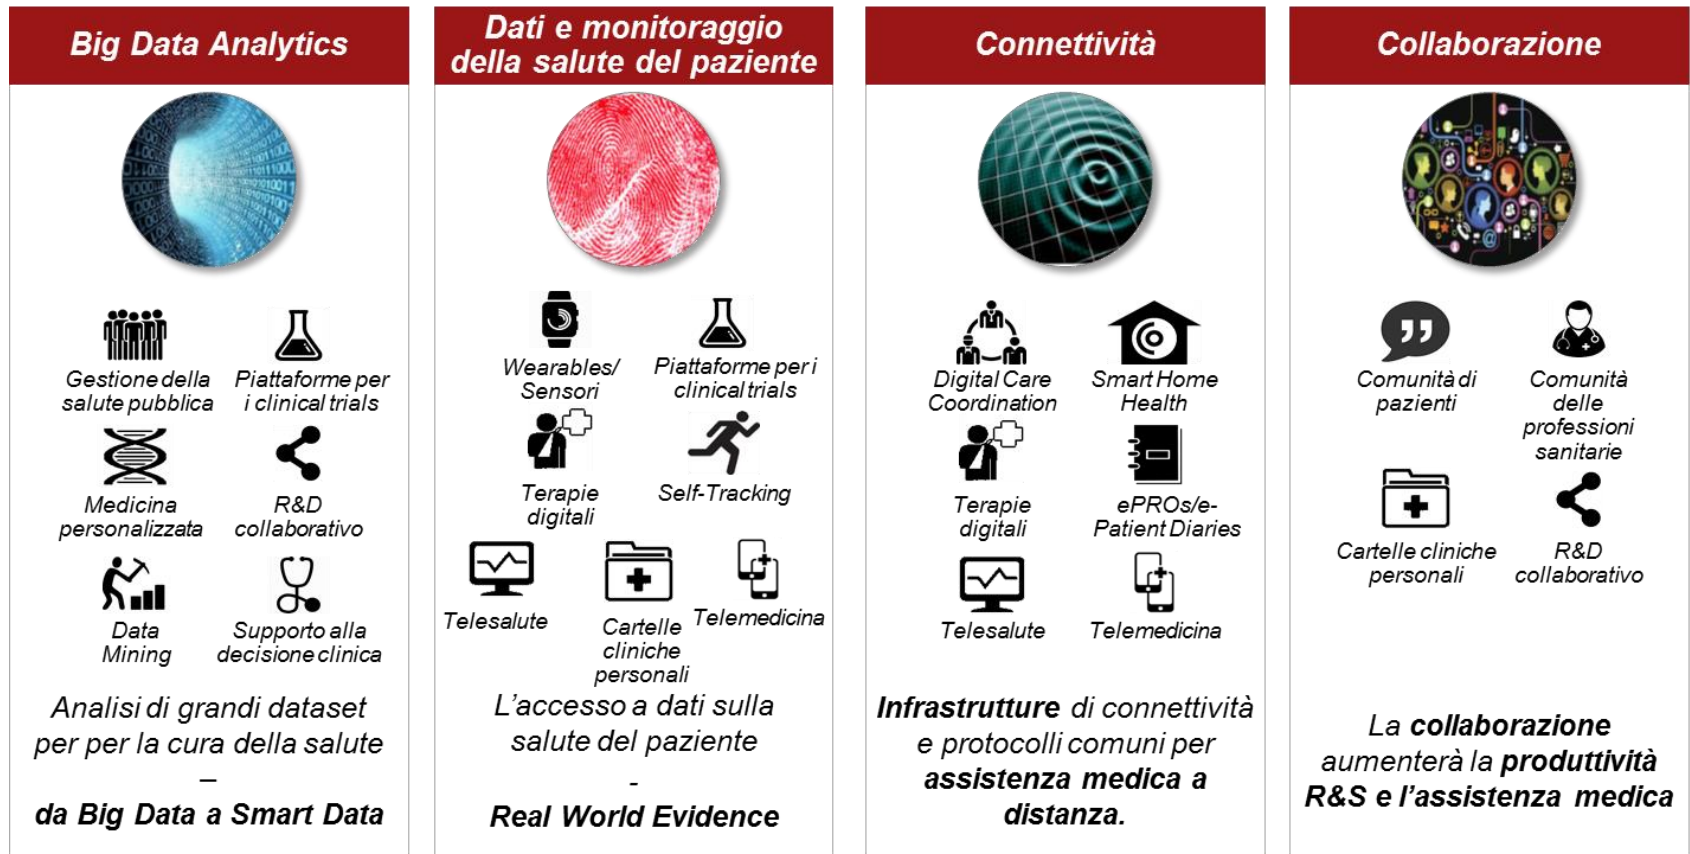 Big Data Analytics
Gestione della
salute pubblica
Piattaforme per
i clinical trials
Medicina
personalizzata
R&D
collaborativo
Data
Mining
Supporto alla
decisione clinica
Analisi di grandi dataset
per per la cura della salute
–
da Big Data a Smart Data
Dati e monitoraggio
della salute del paziente
Wearables/
Sensori
Piattaforme per i
clinical trials
Terapie
digitali
Self-Tracking
Telesalute
Cartelle
cliniche
personali
Telemedicina
L'accesso a dati sulla
salute del paziente
-
Real World Evidence
Connettività
Digital Care
Coordination
Smart Home
Health
Terapie
digitali
ePROs/e-
Patient Diaries
Telesalute
Telemedicina
Infrastrutture di connettività
e protocolli comuni per
assistenza medica a
distanza.
Collaborazione
Comunità di
pazienti
Comunità
delle
professioni
sanitarie
Cartelle cliniche
personali
R&D
collaborativo
La collaborazione
aumenterà la produttività
R&S e l'assistenza medica